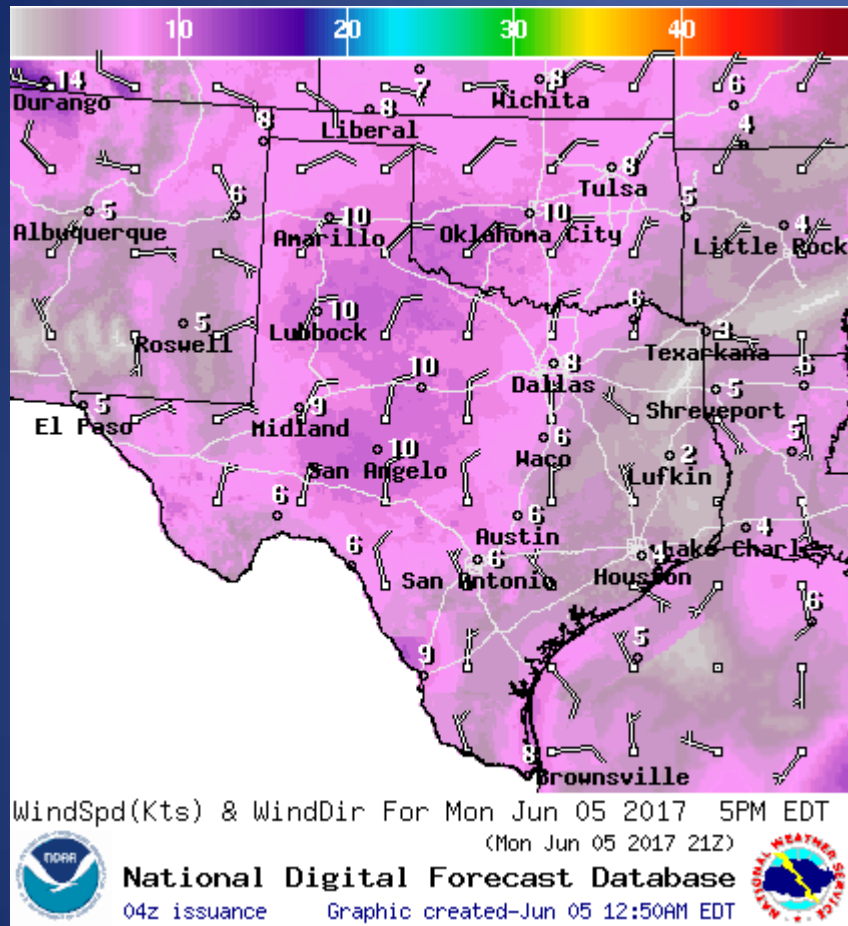 10 20 30 40
14 7 8 6
Durango Wichita
8 8 4
Liberal
8
Tulsa
5 6 10 10 5 4
Albuquerque Amarillo Oklahoma City Little Rock
5 10 6 3
Roswell Lubbock Texarkana
10 8 6
Dallas
5 9 5
El Paso Midland Shreveport
10 6 2 5
San Angelo Waco Lufkin
6 6 4
Austin
6 6 4 Lake Charles
San Antonio Houston
6
9 5
8
Brownsville
WindSpd(Kts) & WindDir For Mon Jun 05 2017 5PM EDT
(Mon Jun 05 2017 21Z)
NOAA
National Digital Forecast Database
04z issuance Graphic created-Jun 05 12:50AM EDT
NATIONAL WEATHER SERVICE